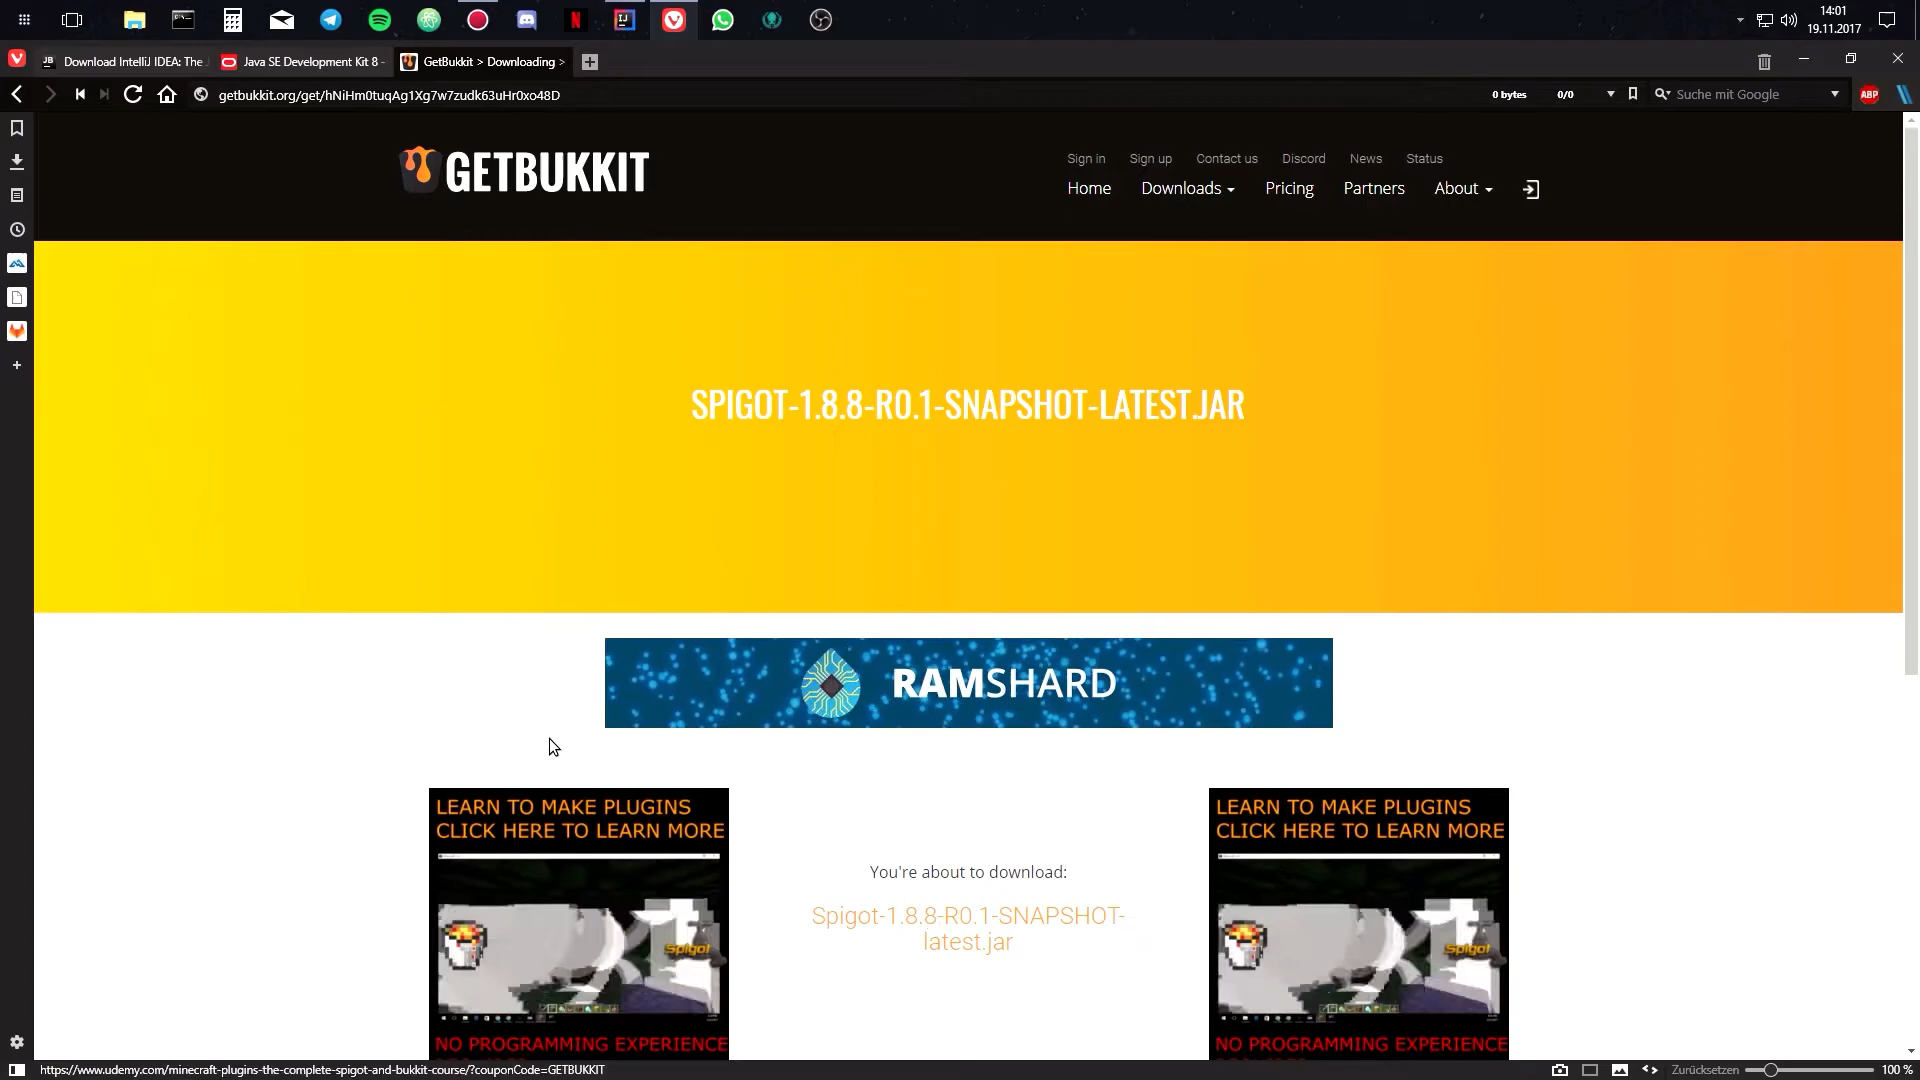 14:01
19.11.2017
Download IntelliJ IDEA: The J
Java SE Development Kit 8 -
GetBukkit > Downloading >
getbukkit.org/get/hNiHm0tuqAg1Xg7w7zudk63uHr0xo48D
0 bytes
0/0
Suche mit Google
ABP
GETBUKKIT
Sign in
Sign up
Contact us
Discord
News
Status
Home
Downloads
Pricing
Partners
About
SPIGOT-1.8.8-R0.1-SNAPSHOT-LATEST.JAR
RAMSHARD
LEARN TO MAKE PLUGINS
CLICK HERE TO LEARN MORE
Spigot
NO PROGRAMMING EXPERIENCE
You're about to download:
Spigot-1.8.8-R0.1-SNAPSHOT-
latest.jar
LEARN TO MAKE PLUGINS
CLICK HERE TO LEARN MORE
Spigot
NO PROGRAMMING EXPERIENCE
https://www.udemy.com/minecraft-plugins-the-complete-spigot-and-bukkit-course/?couponCode=GETBUKKIT
Zurücksetzen
100 %